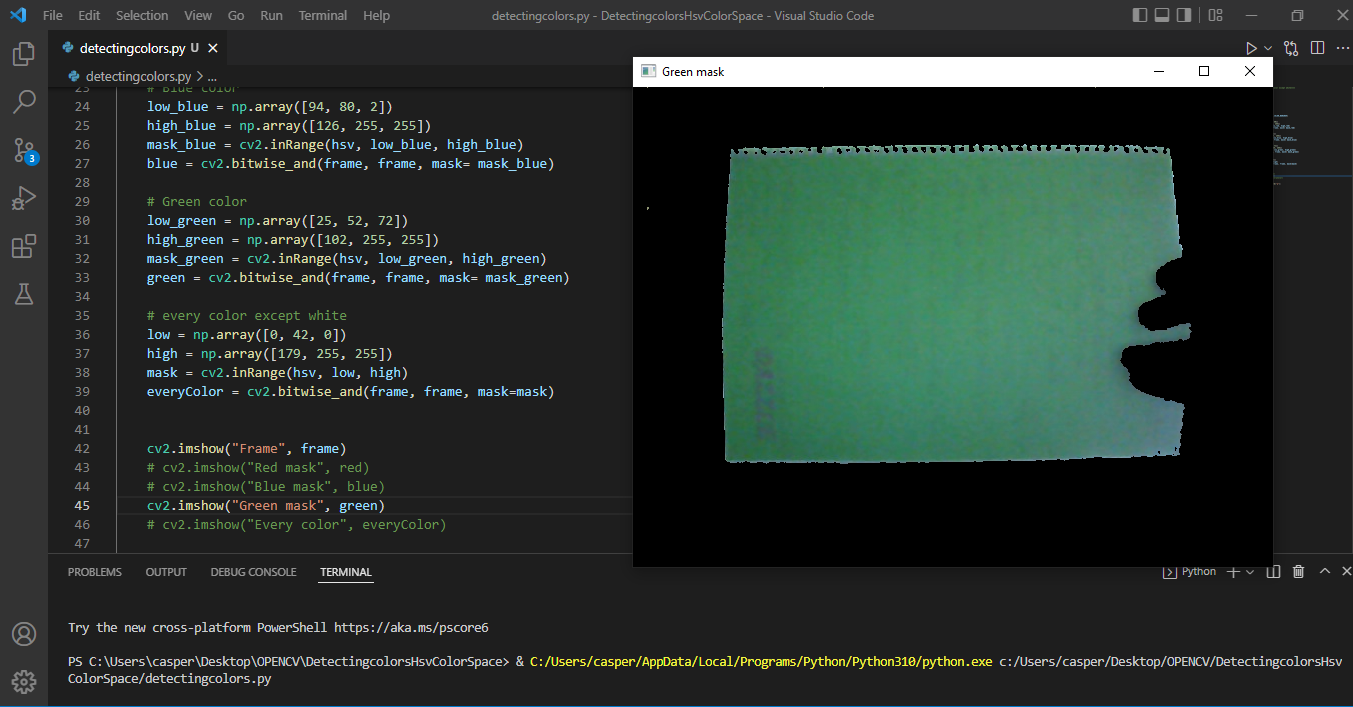 File Edit Selection View Go Run Terminal Help detectingcolors.py - DetectingcolorsHsvColorSpace - Visual Studio Code
detectingcolors.py U
detectingcolors.py > ...
Green mask
23 # Blue color
24 low_blue = np.array([94, 80, 2])
25 high_blue = np.array([126, 255, 255])
26 mask_blue = cv2.inRange(hsv, low_blue, high_blue)
27 blue = cv2.bitwise_and(frame, frame, mask= mask_blue)
28
29 # Green color
30 low_green = np.array([25, 52, 72])
31 high_green = np.array([102, 255, 255])
32 mask_green = cv2.inRange(hsv, low_green, high_green)
33 green = cv2.bitwise_and(frame, frame, mask= mask_green)
34
35 # every color except white
36 low = np.array([0, 42, 0])
37 high = np.array([179, 255, 255])
38 mask = cv2.inRange(hsv, low, high)
39 everyColor = cv2.bitwise_and(frame, frame, mask=mask)
40
41
42 cv2.imshow("Frame", frame)
43 # cv2.imshow("Red mask", red)
44 # cv2.imshow("Blue mask", blue)
45 cv2.imshow("Green mask", green)
46 # cv2.imshow("Every color", everyColor)
47
3
PROBLEMS OUTPUT DEBUG CONSOLE TERMINAL Python
Try the new cross-platform PowerShell https://aka.ms/pscore6
PS C:\Users\casper\Desktop\OPENCV\DetectingcolorsHsvColorSpace> & C:/Users/casper/AppData/Local/Programs/Python/Python310/python.exe c:/Users/casper/Desktop/OPENCV/DetectingcolorsHsv
ColorSpace/detectingcolors.py